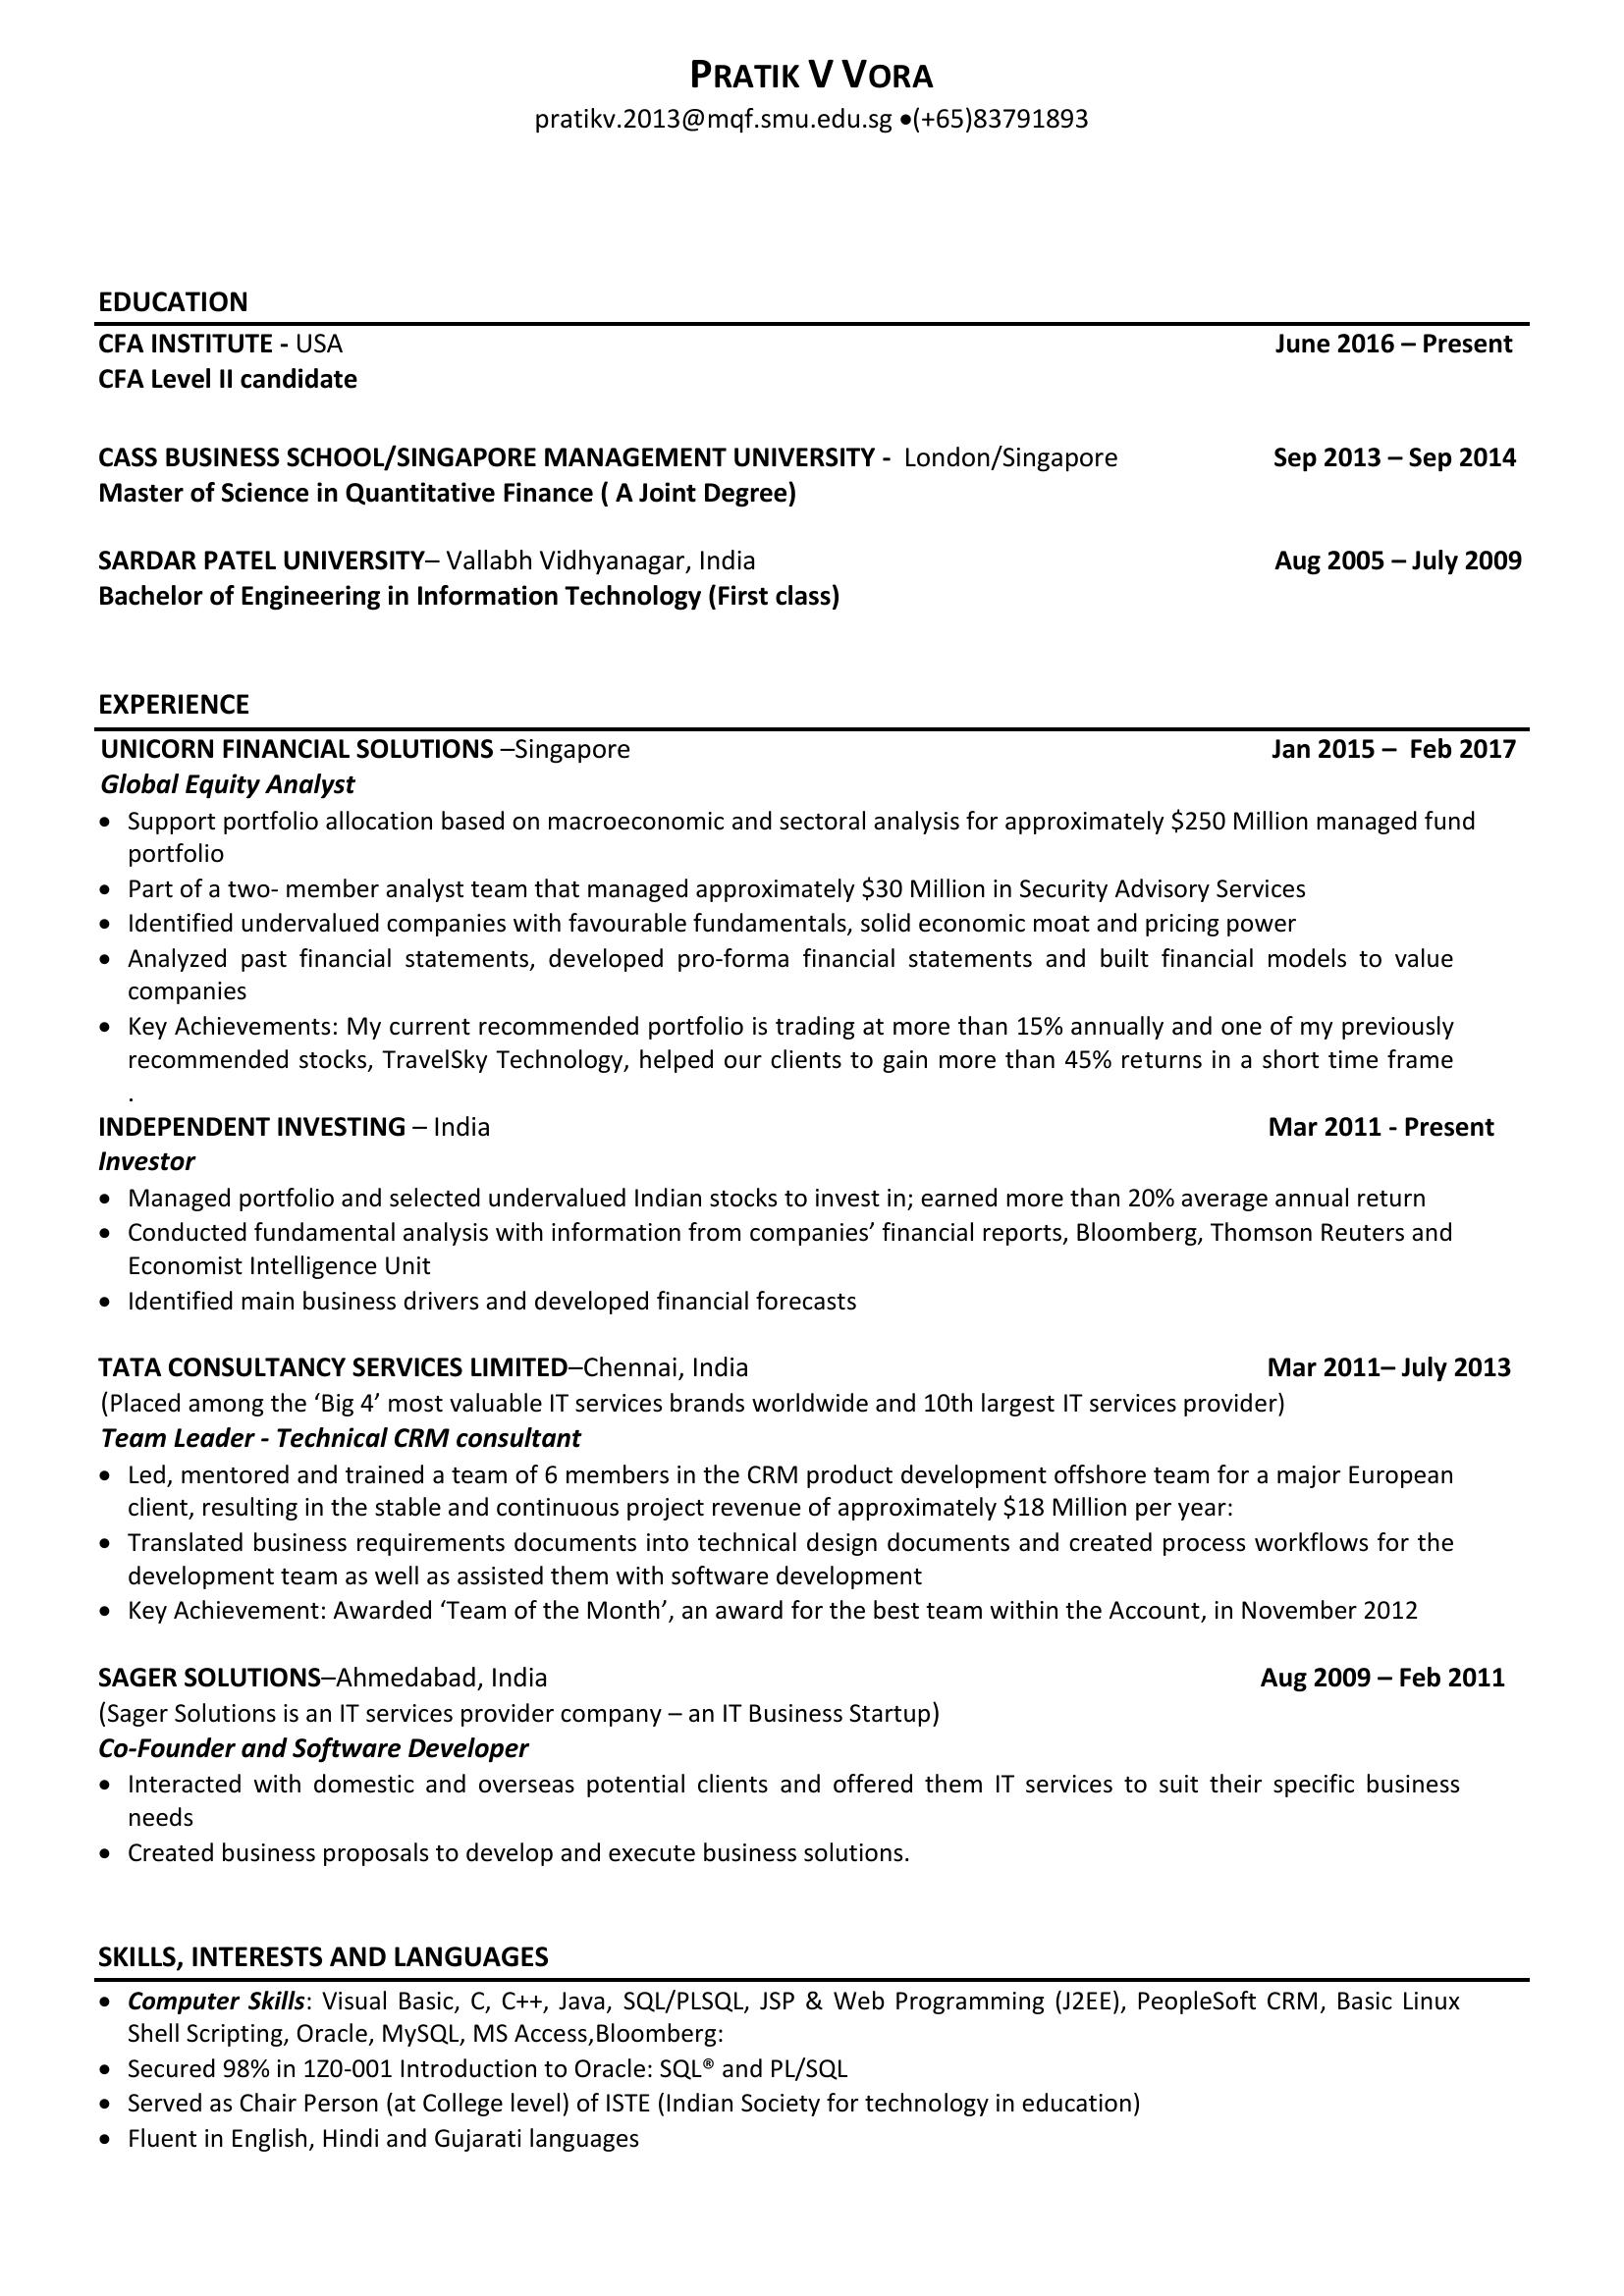 PRATIK V VORA
pratikv.2013@mqf.smu.edu.sg •(+65)83791893
EDUCATION
CFA INSTITUTE - USA June 2016 – Present
CFA Level II candidate
CASS BUSINESS SCHOOL/SINGAPORE MANAGEMENT UNIVERSITY - London/Singapore Sep 2013 – Sep 2014
Master of Science in Quantitative Finance ( A Joint Degree)
SARDAR PATEL UNIVERSITY– Vallabh Vidhyanagar, India Aug 2005 – July 2009
Bachelor of Engineering in Information Technology (First class)
EXPERIENCE
UNICORN FINANCIAL SOLUTIONS –Singapore Jan 2015 – Feb 2017
Global Equity Analyst
• Support portfolio allocation based on macroeconomic and sectoral analysis for approximately $250 Million managed fund
portfolio
• Part of a two- member analyst team that managed approximately $30 Million in Security Advisory Services
• Identified undervalued companies with favourable fundamentals, solid economic moat and pricing power
• Analyzed past financial statements, developed pro-forma financial statements and built financial models to value
companies
• Key Achievements: My current recommended portfolio is trading at more than 15% annually and one of my previously
recommended stocks, TravelSky Technology, helped our clients to gain more than 45% returns in a short time frame
.
INDEPENDENT INVESTING – India Mar 2011 - Present
Investor
• Managed portfolio and selected undervalued Indian stocks to invest in; earned more than 20% average annual return
• Conducted fundamental analysis with information from companies’ financial reports, Bloomberg, Thomson Reuters and
Economist Intelligence Unit
• Identified main business drivers and developed financial forecasts
TATA CONSULTANCY SERVICES LIMITED–Chennai, India Mar 2011– July 2013
(Placed among the ‘Big 4’ most valuable IT services brands worldwide and 10th largest IT services provider)
Team Leader - Technical CRM consultant
• Led, mentored and trained a team of 6 members in the CRM product development offshore team for a major European
client, resulting in the stable and continuous project revenue of approximately $18 Million per year:
• Translated business requirements documents into technical design documents and created process workflows for the
development team as well as assisted them with software development
• Key Achievement: Awarded ‘Team of the Month’, an award for the best team within the Account, in November 2012
SAGER SOLUTIONS–Ahmedabad, India Aug 2009 – Feb 2011
(Sager Solutions is an IT services provider company – an IT Business Startup)
Co-Founder and Software Developer
• Interacted with domestic and overseas potential clients and offered them IT services to suit their specific business
needs
• Created business proposals to develop and execute business solutions.
SKILLS, INTERESTS AND LANGUAGES
• Computer Skills: Visual Basic, C, C++, Java, SQL/PLSQL, JSP & Web Programming (J2EE), PeopleSoft CRM, Basic Linux
Shell Scripting, Oracle, MySQL, MS Access,Bloomberg:
• Secured 98% in 1Z0-001 Introduction to Oracle: SQL® and PL/SQL
• Served as Chair Person (at College level) of ISTE (Indian Society for technology in education)
• Fluent in English, Hindi and Gujarati languages